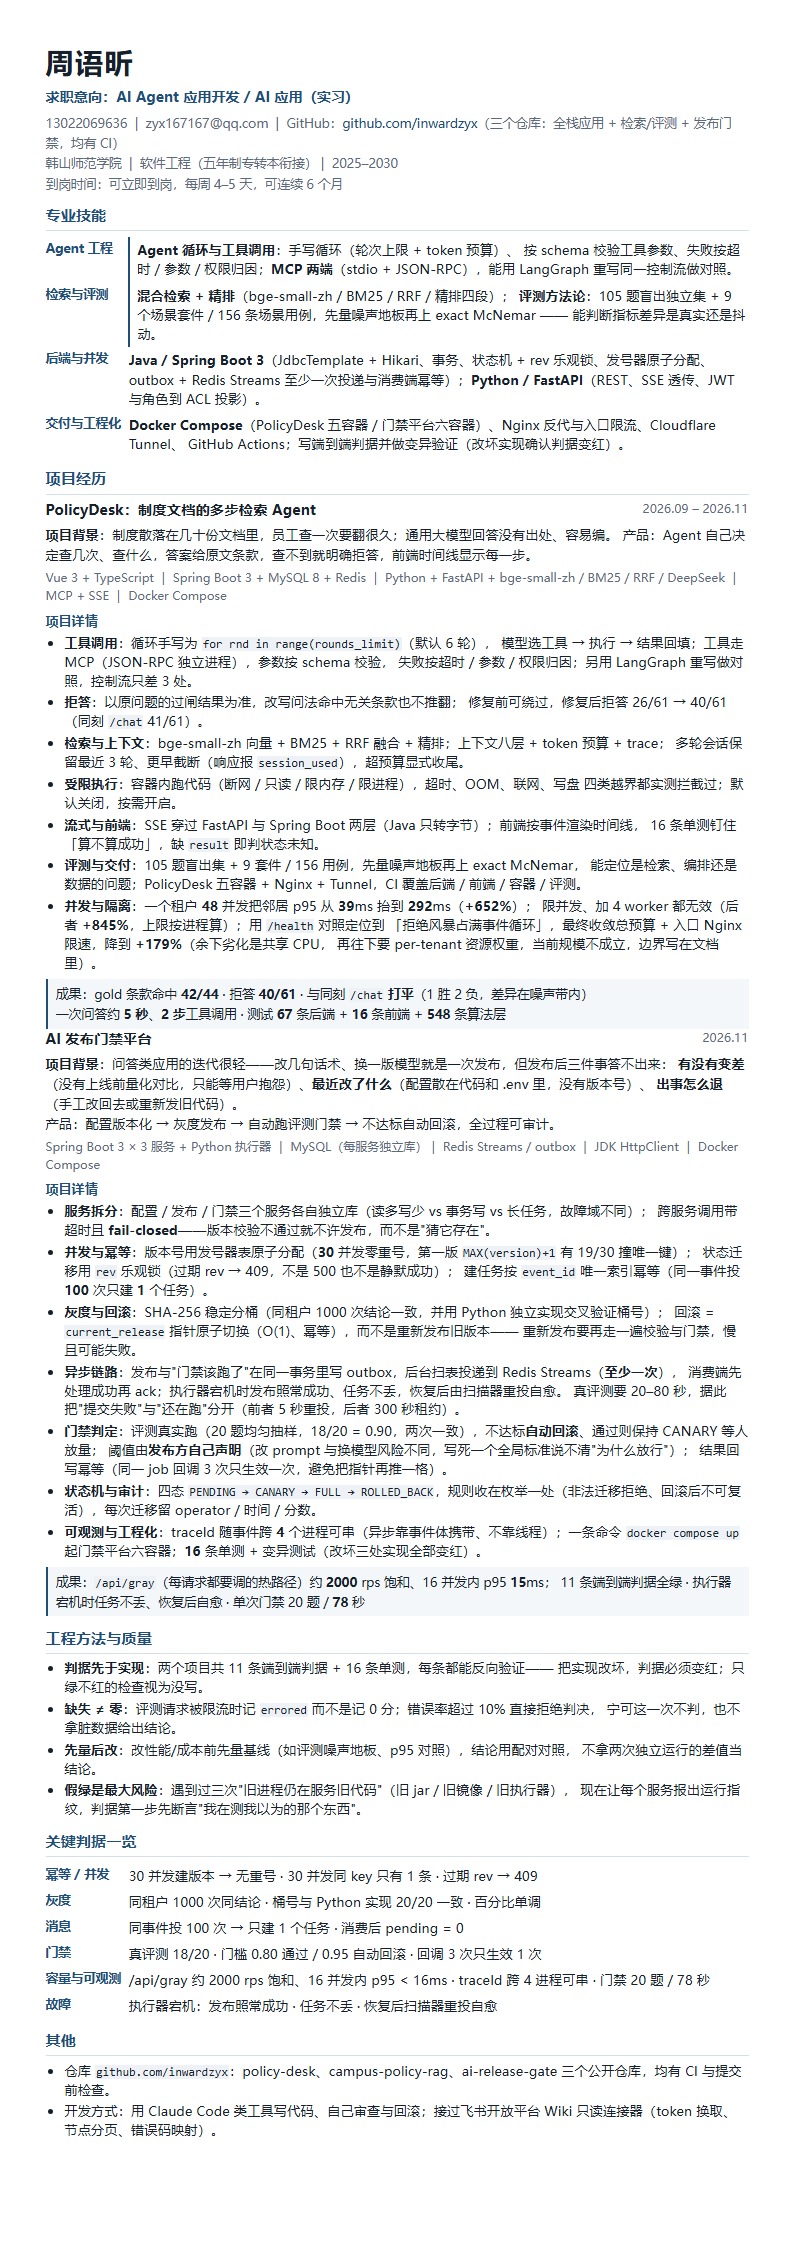 周语昕
求职意向：AI Agent 应用开发 / AI 应用（实习）
13022069636 | zyx167167@qq.com | GitHub：github.com/inwardzyx（三个仓库：全栈应用 + 检索/评测 + 发布门
禁，均有 CI）
韩山师范学院 | 软件工程（五年制专转本衔接） | 2025–2030
到岗时间：可立即到岗，每周 4–5 天，可连续 6 个月
专业技能
Agent 工程 Agent 循环与工具调用：手写循环（轮次上限 + token 预算）、 按 schema 校验工具参数、失败按超
时 / 参数 / 权限归因；MCP 两端（stdio + JSON-RPC），能用 LangGraph 重写同一控制流做对照。
检索与评测 混合检索 + 精排（bge-small-zh / BM25 / RRF / 精排四段）； 评测方法论：105 题盲出独立集 + 9
个场景套件 / 156 条场景用例，先量噪声地板再上 exact McNemar —— 能判断指标差异是真实还是抖
动。
后端与并发 Java / Spring Boot 3（JdbcTemplate + Hikari、事务、状态机 + rev 乐观锁、发号器原子分配、
outbox + Redis Streams 至少一次投递与消费端幂等）；Python / FastAPI（REST、SSE 透传、JWT
与角色到 ACL 投影）。
交付与工程化 Docker Compose（PolicyDesk 五容器 / 门禁平台六容器）、Nginx 反代与入口限流、Cloudflare
Tunnel、 GitHub Actions；写端到端判据并做变异验证（改坏实现确认判据变红）。
项目经历
PolicyDesk：制度文档的多步检索 Agent 2026.09 – 2026.11
项目背景：制度散落在几十份文档里，员工查一次要翻很久；通用大模型回答没有出处、容易编。 产品：Agent 自己决
定查几次、查什么，答案给原文条款，查不到就明确拒答，前端时间线显示每一步。
Vue 3 + TypeScript | Spring Boot 3 + MySQL 8 + Redis | Python + FastAPI + bge-small-zh / BM25 / RRF / DeepSeek |
MCP + SSE | Docker Compose
项目详情
• 工具调用：循环手写为 for rnd in range(rounds_limit)（默认 6 轮）， 模型选工具 → 执行 → 结果回填；工具走
MCP（JSON-RPC 独立进程），参数按 schema 校验， 失败按超时 / 参数 / 权限归因；另用 LangGraph 重写做对
照，控制流只差 3 处。
• 拒答：以原问题的过闸结果为准，改写问法命中无关条款也不推翻； 修复前可绕过，修复后拒答 26/61 → 40/61
（同刻 /chat 41/61）。
• 检索与上下文：bge-small-zh 向量 + BM25 + RRF 融合 + 精排；上下文八层 + token 预算 + trace； 多轮会话保
留最近 3 轮、更早截断（响应报 session_used），超预算显式收尾。
• 受限执行：容器内跑代码（断网 / 只读 / 限内存 / 限进程），超时、OOM、联网、写盘 四类越界都实测拦截过；默
认关闭，按需开启。
• 流式与前端：SSE 穿过 FastAPI 与 Spring Boot 两层（Java 只转字节）；前端按事件渲染时间线， 16 条单测钉住
「算不算成功」，缺 result 即判状态未知。
• 评测与交付：105 题盲出集 + 9 套件 / 156 用例，先量噪声地板再上 exact McNemar， 能定位是检索、编排还是
数据的问题；PolicyDesk 五容器 + Nginx + Tunnel，CI 覆盖后端 / 前端 / 容器 / 评测。
• 并发与隔离：一个租户 48 并发把邻居 p95 从 39ms 抬到 292ms（+652%）； 限并发、加 4 worker 都无效（后
者 +845%，上限按进程算）；用 /health 对照定位到 「拒绝风暴占满事件循环」，最终收敛总预算 + 入口 Nginx
限速，降到 +179%（余下劣化是共享 CPU， 再往下要 per-tenant 资源权重，当前规模不成立，边界写在文档
里）。
成果：gold 条款命中 42/44 · 拒答 40/61 · 与同刻 /chat 打平（1 胜 2 负，差异在噪声带内）
一次问答约 5 秒、2 步工具调用 · 测试 67 条后端 + 16 条前端 + 548 条算法层
AI 发布门禁平台 2026.11
项目背景：问答类应用的迭代很轻——改几句话术、换一版模型就是一次发布，但发布后三件事答不出来： 有没有变差
（没有上线前量化对比，只能等用户抱怨）、最近改了什么（配置散在代码和 .env 里，没有版本号）、 出事怎么退
（手工改回去或重新发旧代码）。
产品：配置版本化 → 灰度发布 → 自动跑评测门禁 → 不达标自动回滚，全过程可审计。
Spring Boot 3 × 3 服务 + Python 执行器 | MySQL（每服务独立库） | Redis Streams / outbox | JDK HttpClient | Docker
Compose
项目详情
• 服务拆分：配置 / 发布 / 门禁三个服务各自独立库（读多写少 vs 事务写 vs 长任务，故障域不同）； 跨服务调用带
超时且 fail-closed——版本校验不通过就不许发布，而不是"猜它存在"。
• 并发与幂等：版本号用发号器表原子分配（30 并发零重号，第一版 MAX(version)+1 有 19/30 撞唯一键）； 状态迁
移用 rev 乐观锁（过期 rev → 409，不是 500 也不是静默成功）； 建任务按 event_id 唯一索引幂等（同一事件投
100 次只建 1 个任务）。
• 灰度与回滚：SHA-256 稳定分桶（同租户 1000 次结论一致，并用 Python 独立实现交叉验证桶号）； 回滚 =
current_release 指针原子切换（O(1)、幂等），而不是重新发布旧版本—— 重新发布要再走一遍校验与门禁，慢
且可能失败。
• 异步链路：发布与"门禁该跑了"在同一事务里写 outbox，后台扫表投递到 Redis Streams（至少一次）， 消费端先
处理成功再 ack；执行器宕机时发布照常成功、任务不丢，恢复后由扫描器重投自愈。 真评测要 20–80 秒，据此
把"提交失败"与"还在跑"分开（前者 5 秒重投，后者 300 秒租约）。
• 门禁判定：评测真实跑（20 题均匀抽样，18/20 = 0.90，两次一致），不达标自动回滚、通过则保持 CANARY 等人
放量； 阈值由发布方自己声明（改 prompt 与换模型风险不同，写死一个全局标准说不清"为什么放行"）； 结果回
写幂等（同一 job 回调 3 次只生效一次，避免把指针再推一格）。
• 状态机与审计：四态 PENDING → CANARY → FULL → ROLLED_BACK，规则收在枚举一处（非法迁移拒绝、回滚后不可复
活），每次迁移留 operator / 时间 / 分数。
• 可观测与工程化：traceId 随事件跨 4 个进程可串（异步靠事件体携带、不靠线程）；一条命令 docker compose up
起门禁平台六容器；16 条单测 + 变异测试（改坏三处实现全部变红）。
成果：/api/gray（每请求都要调的热路径）约 2000 rps 饱和、16 并发内 p95 15ms； 11 条端到端判据全绿 · 执行器
宕机时任务不丢、恢复后自愈 · 单次门禁 20 题 / 78 秒
工程方法与质量
• 判据先于实现：两个项目共 11 条端到端判据 + 16 条单测，每条都能反向验证—— 把实现改坏，判据必须变红；只
绿不红的检查视为没写。
• 缺失 ≠ 零：评测请求被限流时记 errored 而不是记 0 分；错误率超过 10% 直接拒绝判决， 宁可这一次不判，也不
拿脏数据给出结论。
• 先量后改：改性能/成本前先量基线（如评测噪声地板、p95 对照），结论用配对对照， 不拿两次独立运行的差值当
结论。
• 假绿是最大风险：遇到过三次"旧进程仍在服务旧代码"（旧 jar / 旧镜像 / 旧执行器）， 现在让每个服务报出运行指
纹，判据第一步先断言"我在测我以为的那个东西"。
关键判据一览
幂等 / 并发 30 并发建版本 → 无重号 · 30 并发同 key 只有 1 条 · 过期 rev → 409
灰度 同租户 1000 次同结论 · 桶号与 Python 实现 20/20 一致 · 百分比单调
消息 同事件投 100 次 → 只建 1 个任务 · 消费后 pending = 0
门禁 真评测 18/20 · 门槛 0.80 通过 / 0.95 自动回滚 · 回调 3 次只生效 1 次
容量与可观测 /api/gray 约 2000 rps 饱和、16 并发内 p95 < 16ms · traceId 跨 4 进程可串 · 门禁 20 题 / 78 秒
故障 执行器宕机：发布照常成功 · 任务不丢 · 恢复后扫描器重投自愈
其他
• 仓库 github.com/inwardzyx：policy-desk、campus-policy-rag、ai-release-gate 三个公开仓库，均有 CI 与提交
前检查。
• 开发方式：用 Claude Code 类工具写代码、自己审查与回滚；接过飞书开放平台 Wiki 只读连接器（token 换取、
节点分页、错误码映射）。